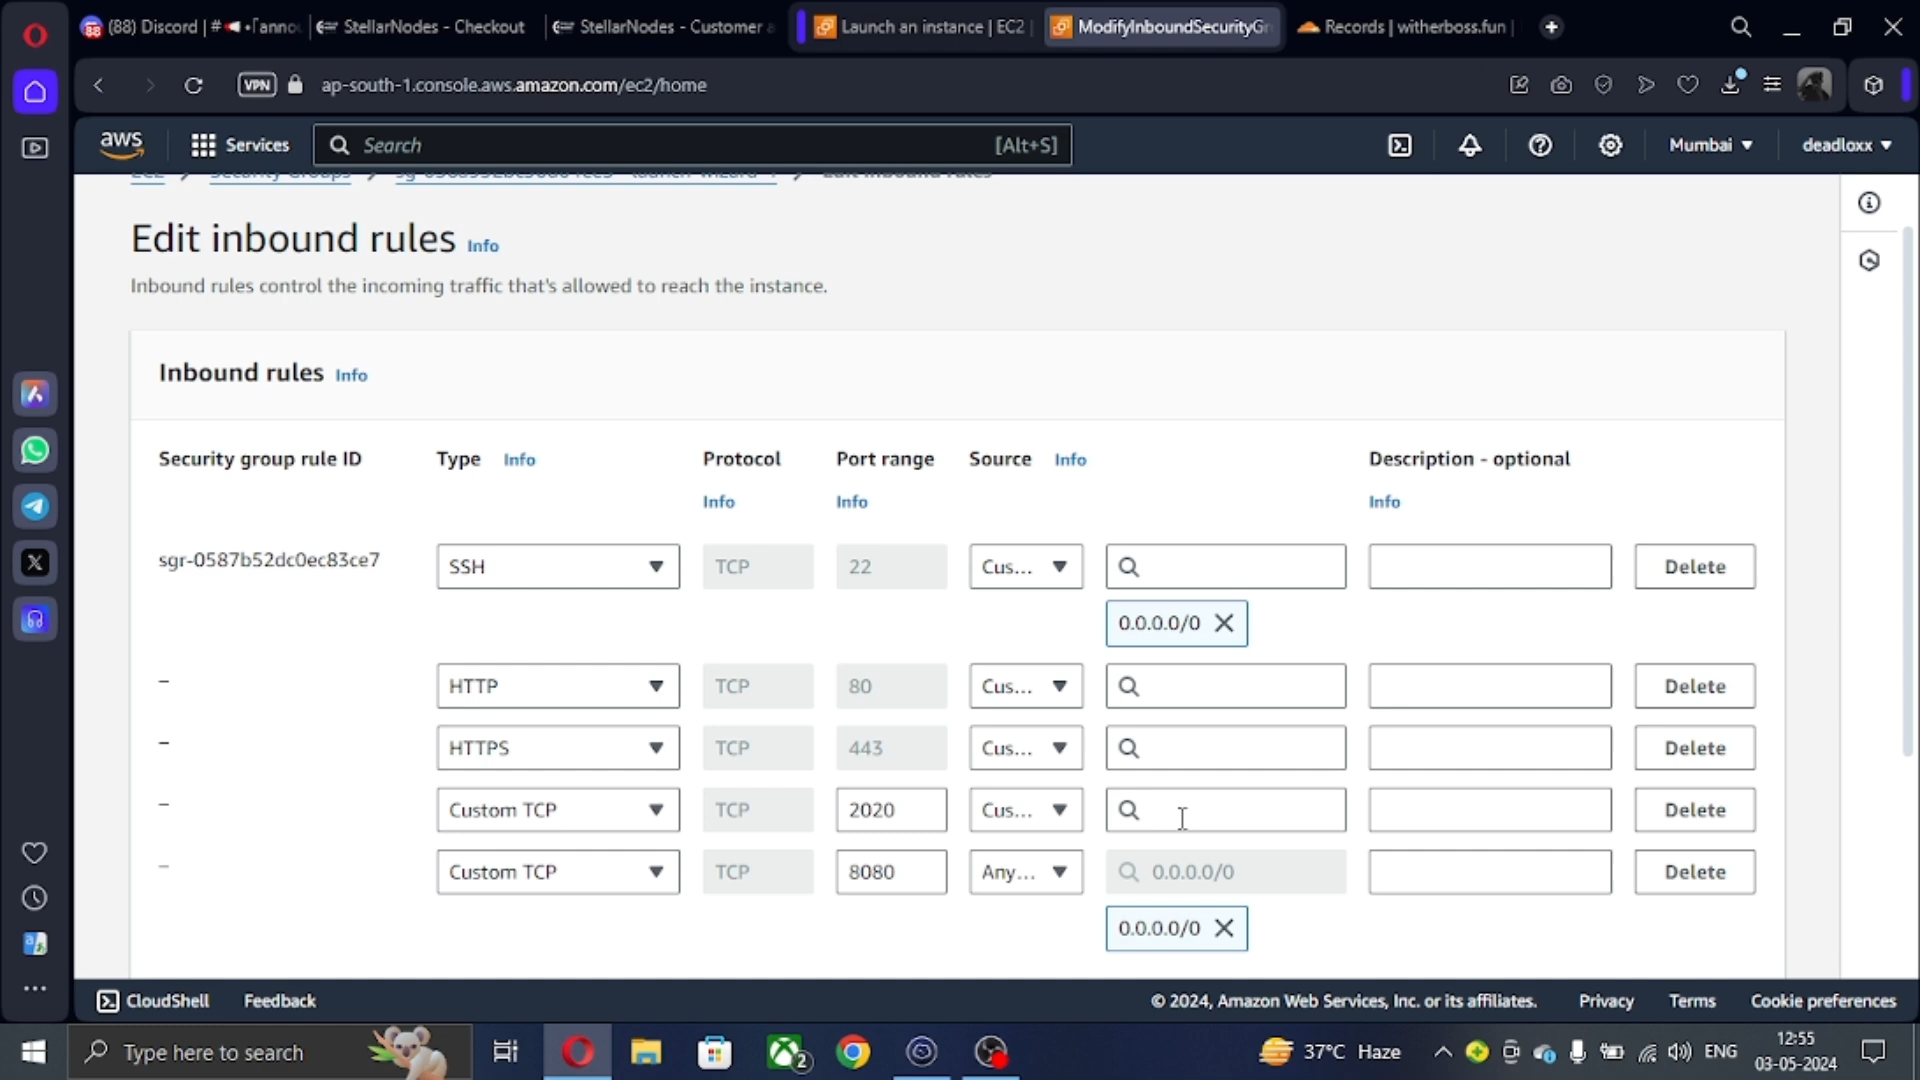 (88) Discord | # StellarNodes - Checkout StellarNodes - Customer a Launch an instance | EC2 ModifyInboundSecurityGr Records | witherboss.fun
VPN ap-south-1.console.aws.amazon.com/ec2/home
aws Services Search [Alt+S] Mumbai deadloxx
Edit inbound rules Info
Inbound rules control the incoming traffic that's allowed to reach the instance.
Inbound rules Info
Security group rule ID Type Info Protocol Port range Source Info Description - optional
Info Info Info
sgr-0587b52dc0ec83ce7 SSH TCP 22 Cus... Delete
0.0.0.0/0
– HTTP TCP 80 Cus... Delete
– HTTPS TCP 443 Cus... Delete
– Custom TCP TCP 2020 Cus... Delete
– Custom TCP TCP 8080 Any... 0.0.0.0/0 Delete
0.0.0.0/0
CloudShell Feedback © 2024, Amazon Web Services, Inc. or its affiliates. Privacy Terms Cookie preferences
Type here to search 2 37°C Haze ENG 12:55
03-05-2024